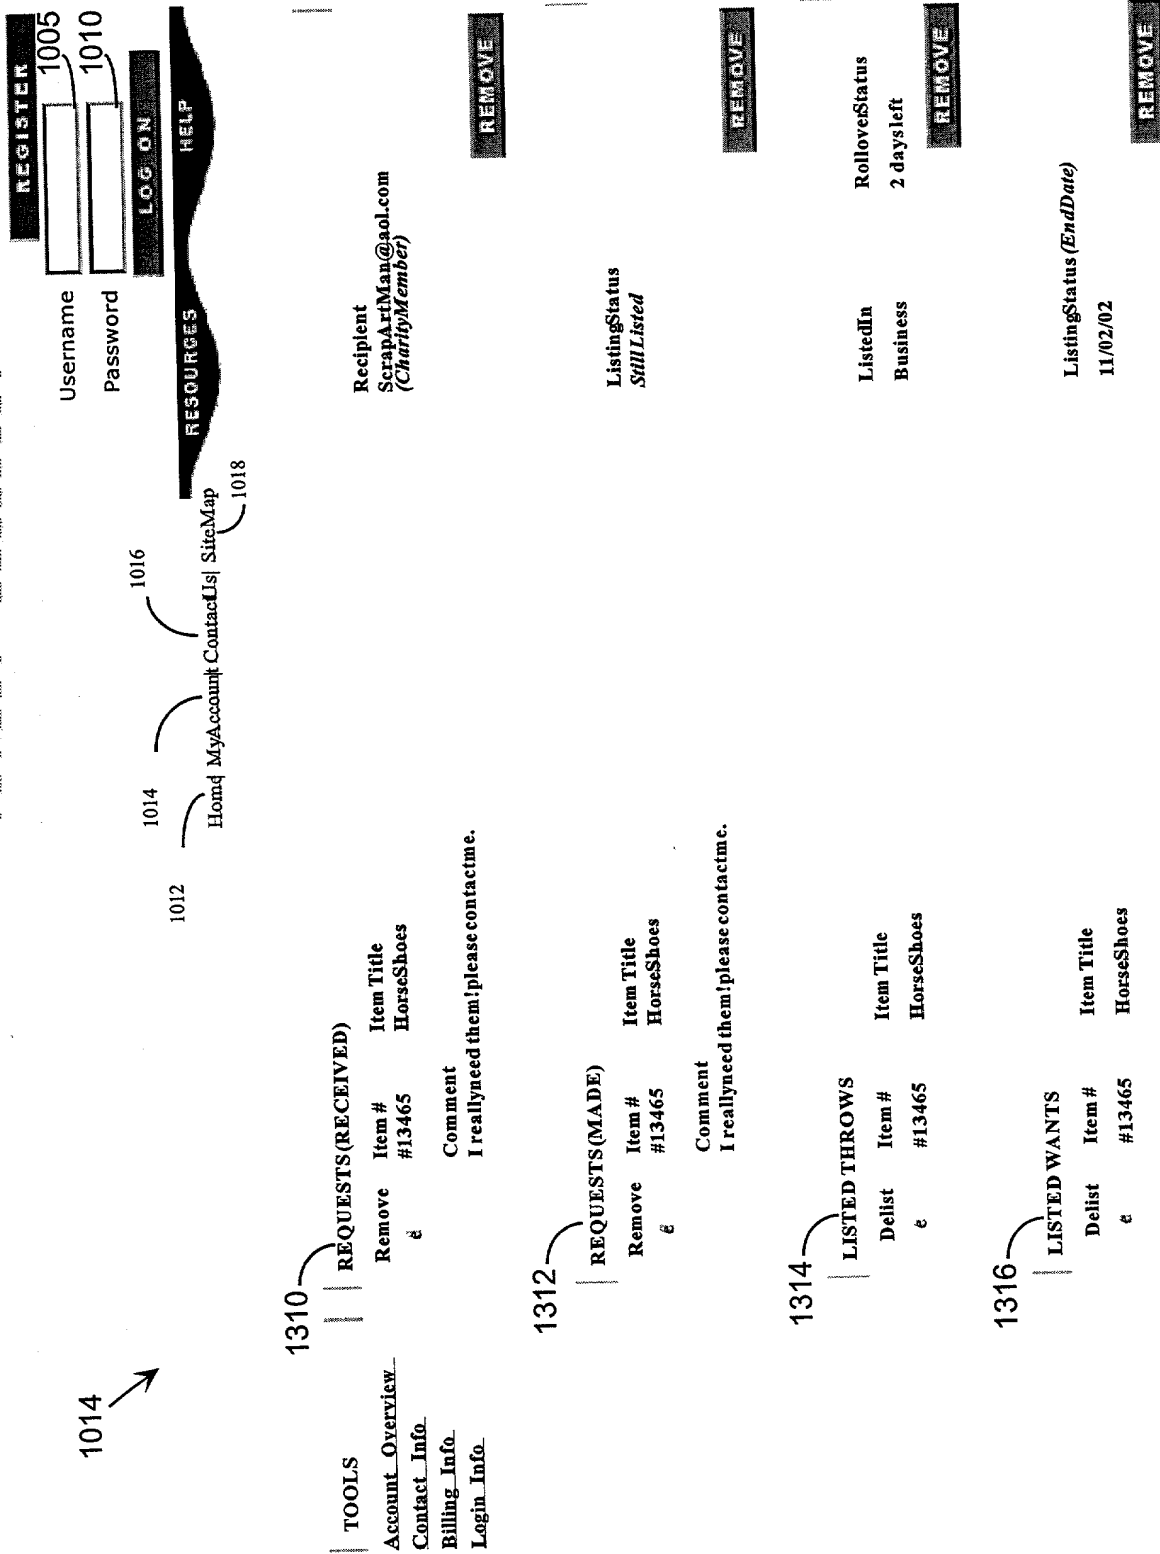 REGISTER
Username 1005
Password 1010
LOG ON
1014
1012 1014 1016
Home| MyAccount ContactUs| SiteMap
1018
RESOURCES HELP
TOOLS
Account Overview
Contact Info
Billing Info
Login Info
1310
REQUESTS(RECEIVED)
Remove Item # Item Title Recipient
#13465 HorseShoes ScrapArtMan@aol.com
(CharityMember)
Comment
I reallyneed them!please contactme.
REMOVE
1312
REQUESTS(MADE)
Remove Item # Item Title ListingStatus
#13465 HorseShoes StillListed
Comment
I reallyneed them!please contactme.
REMOVE
1314
LISTED THROWS
Delist Item # Item Title ListedIn RolloverStatus
e #13465 HorseShoes Business 2 days left
REMOVE
1316
LISTED WANTS
Delist Item # Item Title ListingStatus (EndDate)
e #13465 HorseShoes 11/02/02
REMOVE